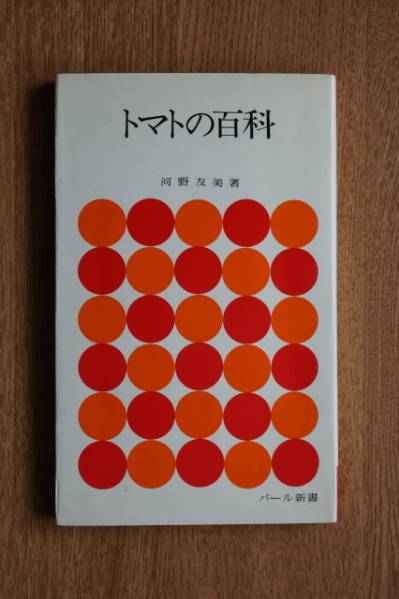 トマトの百科
河野友美著
パール新書